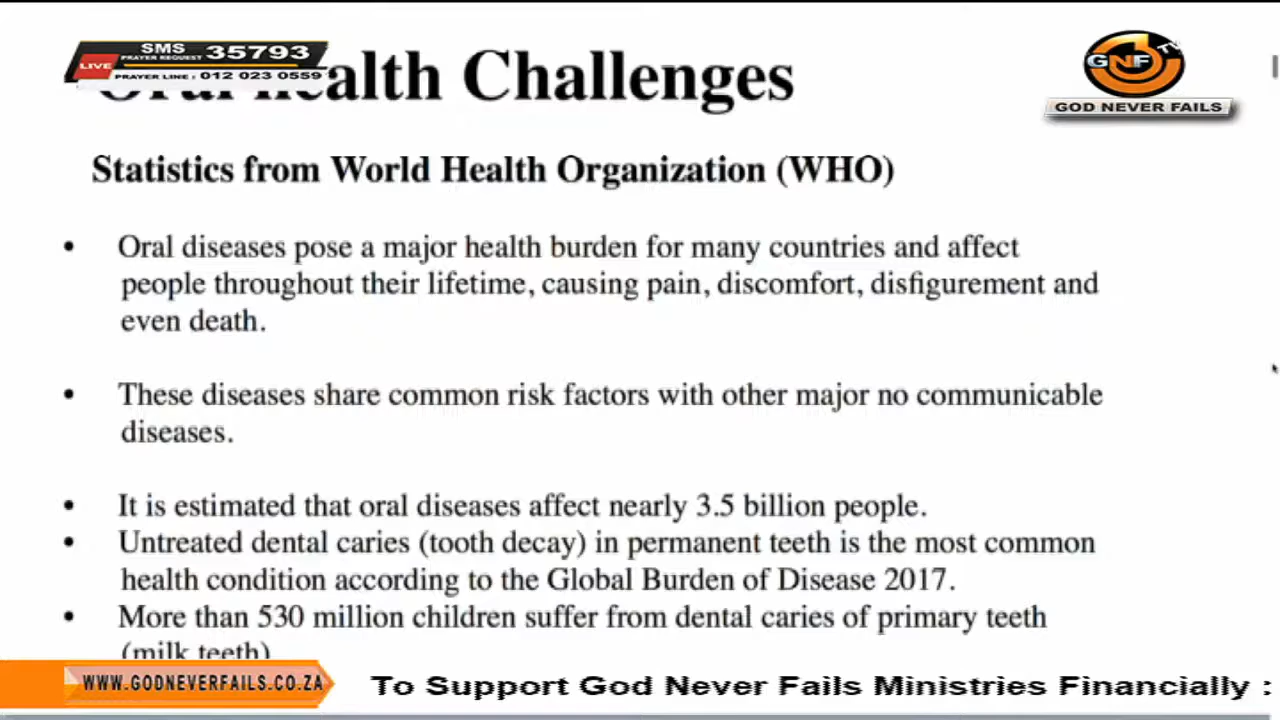 SMS
PRAYER REQUEST 35793
LIVE
PRAYER LINE : 012 023 0559
Oral health Challenges
GNF TV
GOD NEVER FAILS
Statistics from World Health Organization (WHO)
• Oral diseases pose a major health burden for many countries and affect
people throughout their lifetime, causing pain, discomfort, disfigurement and
even death.
• These diseases share common risk factors with other major no communicable
diseases.
• It is estimated that oral diseases affect nearly 3.5 billion people.
• Untreated dental caries (tooth decay) in permanent teeth is the most common
health condition according to the Global Burden of Disease 2017.
• More than 530 million children suffer from dental caries of primary teeth
(milk teeth)
WWW.GODNEVERFAILS.CO.ZA
To Support God Never Fails Ministries Financially :